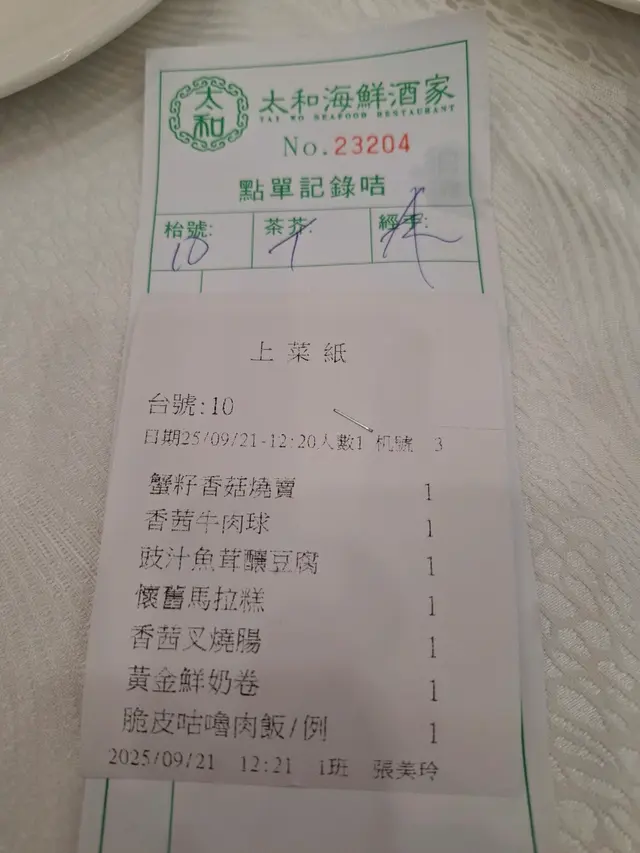 太和
太和海鮮酒家
TAI WO SEAFOOD RESTAURANT
No. 23204
點單記錄咭
枱號: 10
茶芥:
經手:
上菜紙
台號:10
日期25/09/21-12:20人數1 机號 3
蟹籽香菇燒賣 1
香茜牛肉球 1
豉汁魚茸釀豆腐 1
懷舊馬拉糕 1
香茜叉燒腸 1
黃金鮮奶卷 1
脆皮咕嚕肉飯/例 1
2025/09/21 12:21 1班 張美玲